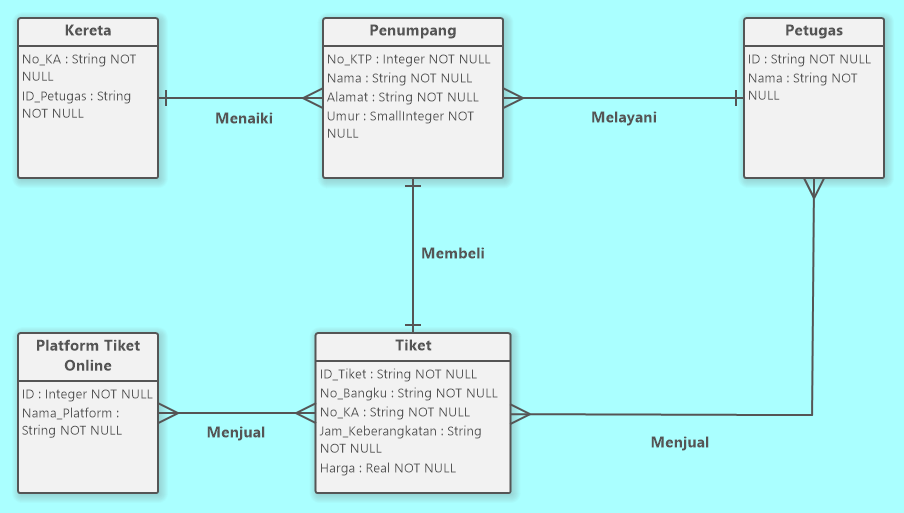 Kereta
No_KA : String NOT
NULL
ID_Petugas : String
NOT NULL
Menaiki
Penumpang
No_KTP : Integer NOT NULL
Nama : String NOT NULL
Alamat : String NOT NULL
Umur : SmallInteger NOT
NULL
Melayani
Petugas
ID : String NOT NULL
Nama : String NOT
NULL
Membeli
Platform Tiket
Online
ID : Integer NOT NULL
Nama_Platform :
String NOT NULL
Menjual
Tiket
ID_Tiket : String NOT NULL
No_Bangku : String NOT NULL
No_KA : String NOT NULL
Jam_Keberangkatan : String
NOT NULL
Harga : Real NOT NULL
Menjual